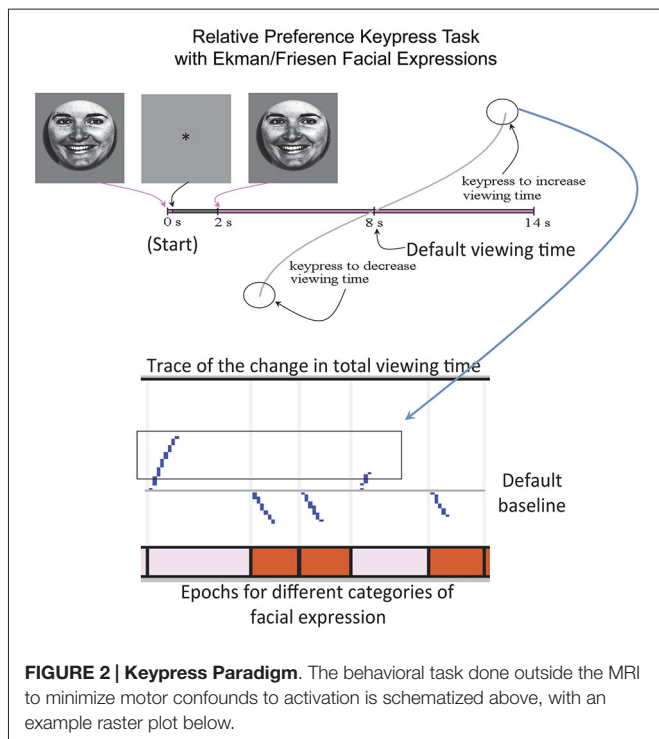 Relative Preference Keypress Task
with Ekman/Friesen Facial Expressions
*
keypress to increase
viewing time
0 s
2 s
8 s
14 s
(Start)
Default viewing time
keypress to decrease
viewing time
Trace of the change in total viewing time
Default
baseline
Epochs for different categories of
facial expression
FIGURE 2 | Keypress Paradigm. The behavioral task done outside the MRI
to minimize motor confounds to activation is schematized above, with an
example raster plot below.